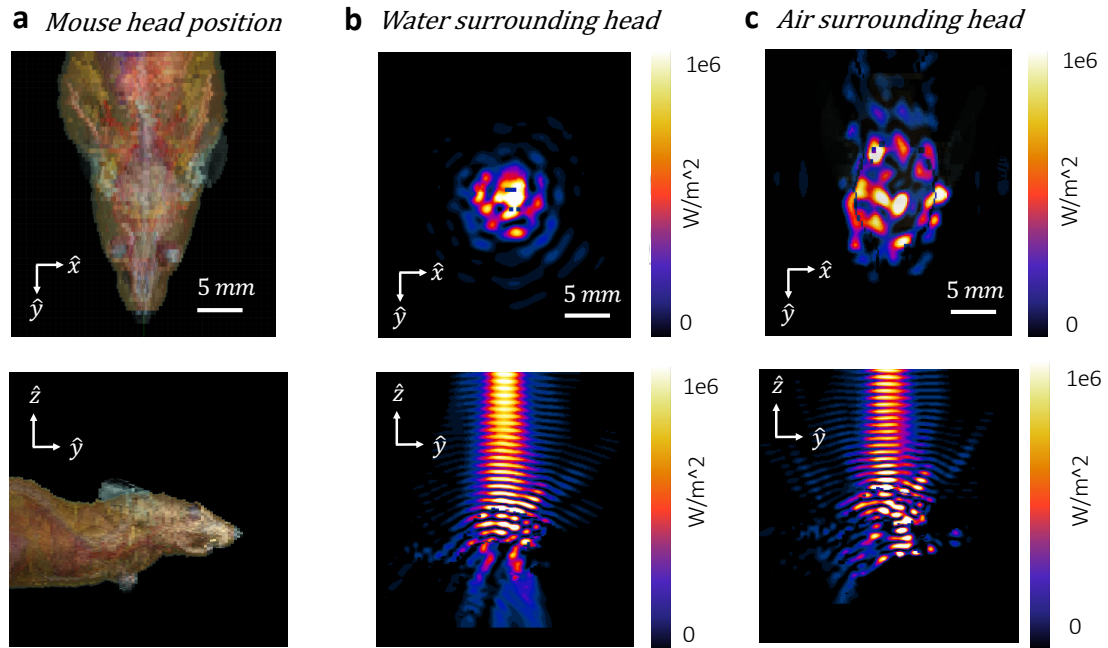 a Mouse head position
b Water surrounding head
c Air surrounding head
x̂
ŷ
5 mm
x̂
ŷ
5 mm
1e6
W/m^2
0
x̂
ŷ
5 mm
1e6
W/m^2
0
ẑ
ŷ
ẑ
ŷ
1e6
W/m^2
0
ẑ
ŷ
1e6
W/m^2
0